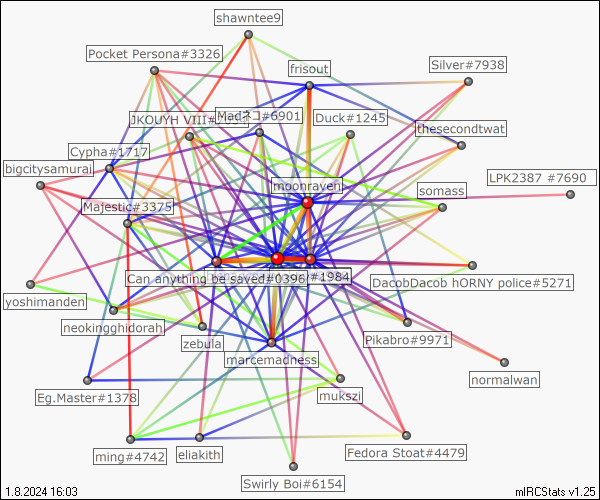 shawntee9
Pocket Persona#3326
frisout
Silver#7938
JKOUYH VIII#
Madネコ#6901
Duck#1245
thesecondtwat
Cypha#1717
bigcitysamurai
moonraven
somass
LPK2387 #7690
Majestic#3375
Can anything be saved#0396
#1984
DacobDacob hORNY police#5271
yoshimanden
neokingghidorah
zebula
Pikabro#9971
marcemadness
normalwan
Eg.Master#1378
mukszi
ming#4742
eliakith
Fedora Stoat#4479
Swirly Boi#6154
1.8.2024 16:03
mIRCStats v1.25